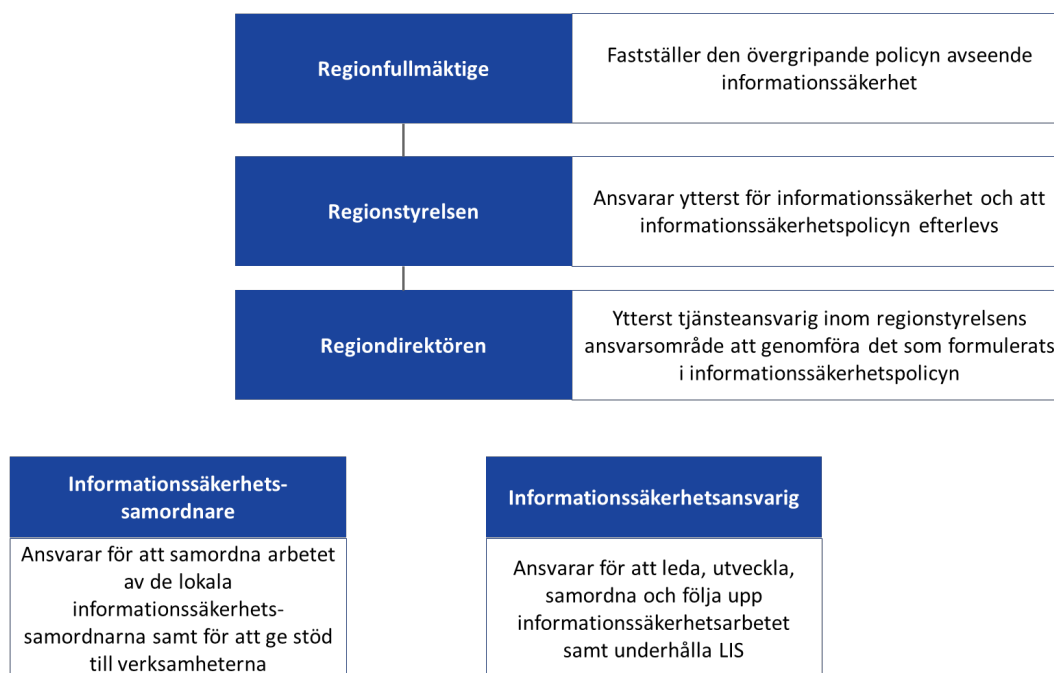 Regionfullmäktige
Fastställer den övergripande policyn avseende
informationssäkerhet
Regionstyrelsen
Ansvarar ytterst för informationssäkerhet och att
informationssäkerhetspolicyn efterlevs
Regiondirektören
Ytterst tjänsteansvarig inom regionstyrelsens
ansvarsområde att genomföra det som formulerats
i informationssäkerhetspolicyn
Informationssäkerhets-
samordnare
Ansvarar för att samordna arbetet
av de lokala
informationssäkerhets-
samordnarna samt för att ge stöd
till verksamheterna
Informationssäkerhetsansvarig
Ansvarar för att leda, utveckla,
samordna och följa upp
informationssäkerhetsarbetet
samt underhålla LIS